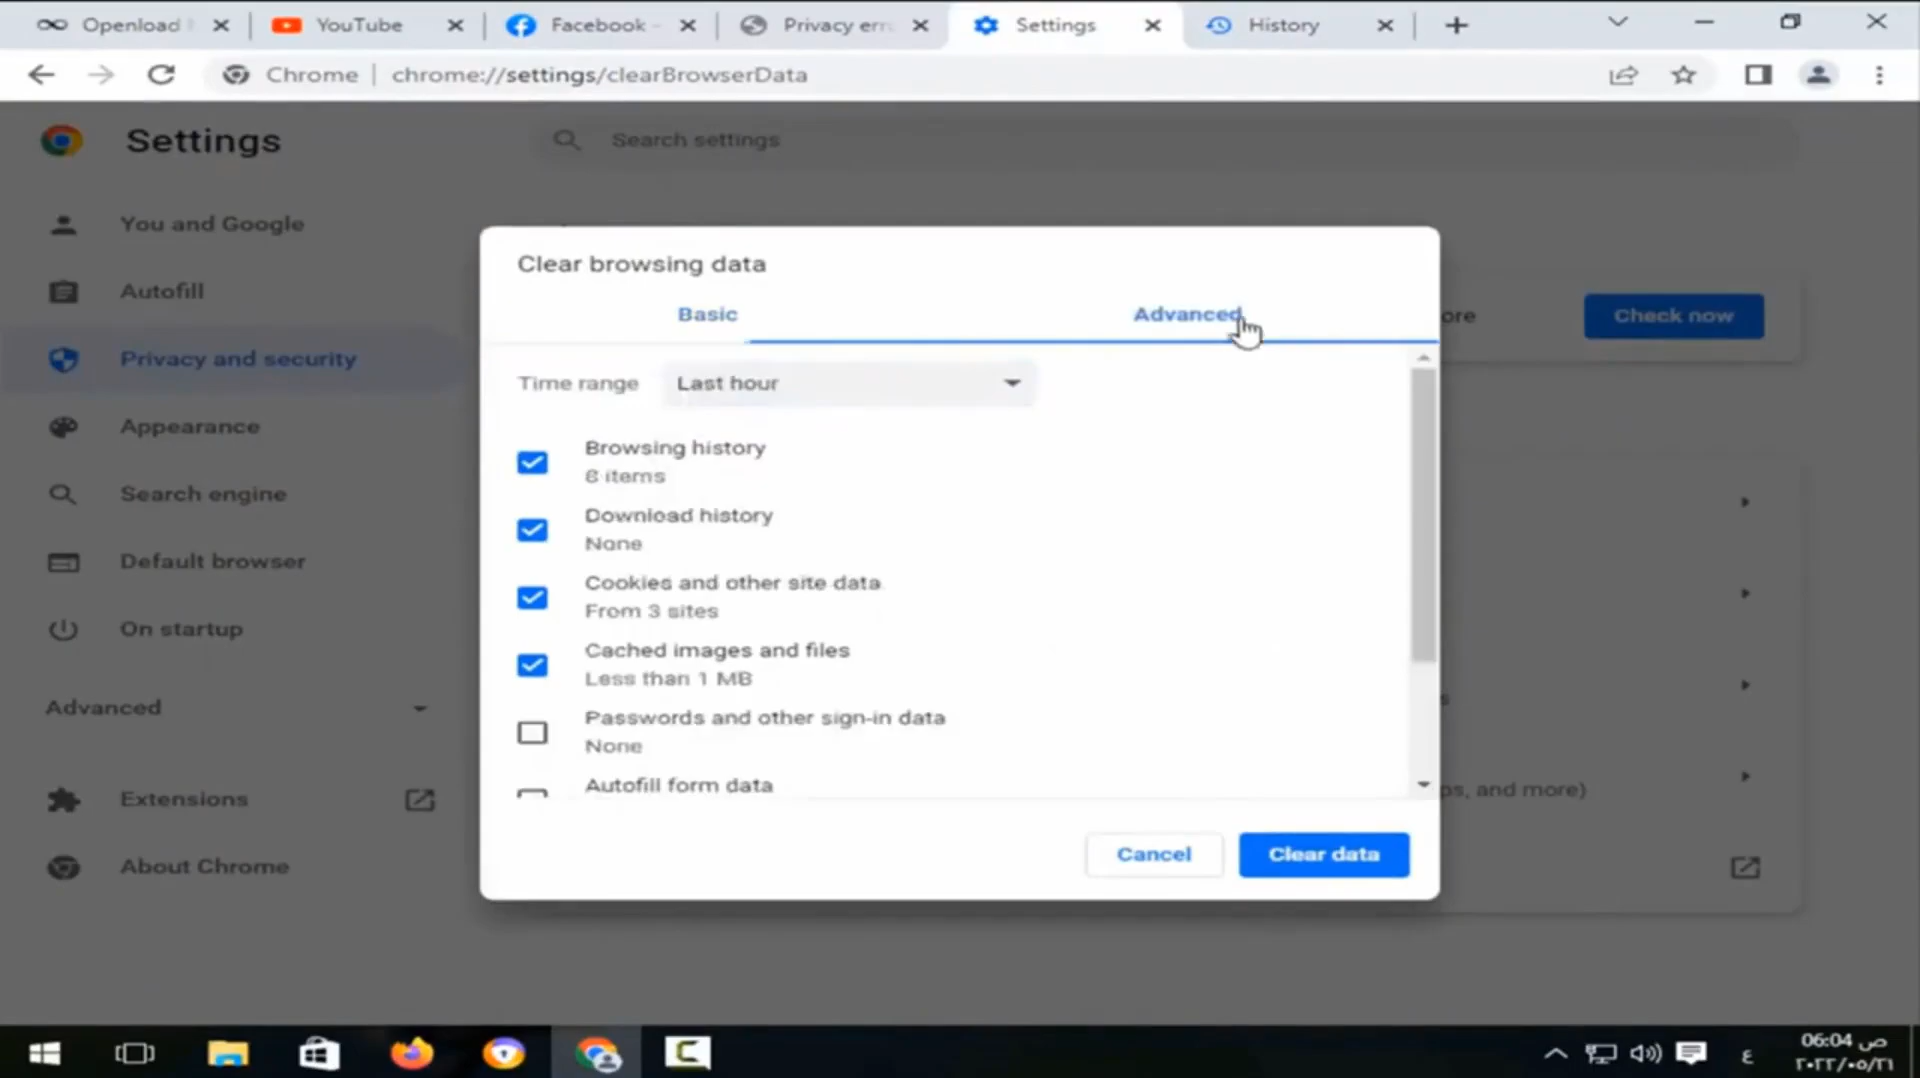 Openload
YouTube
Facebook -
Privacy err
Settings
History
Chrome | chrome://settings/clearBrowserData
Settings
Search settings
You and Google
Autofill
Privacy and security
Appearance
Search engine
Default browser
On startup
Advanced
Extensions
About Chrome
Clear browsing data
Basic
Advanced
Time range
Last hour
Browsing history
8 items
Download history
None
Cookies and other site data
From 3 sites
Cached images and files
Less than 1 MB
Passwords and other sign-in data
None
Autofill form data
Cancel
Clear data
ore
Check now
s
ps, and more)
ع
06:04 ص
٢٠٢٢/٠٥/٢١